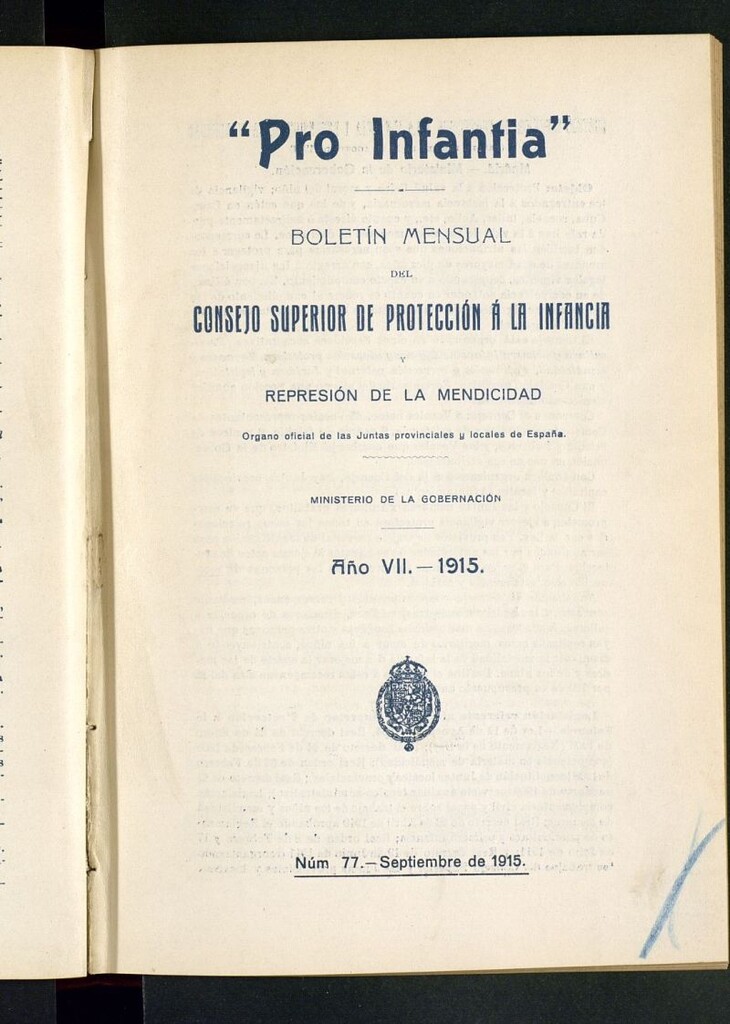 “Pro Infantia”
BOLETÍN MENSUAL
DEL
CONSEJO SUPERIOR DE PROTECCIÓN Á LA INFANCIA
Y
REPRESIÓN DE LA MENDICIDAD
Organo oficial de las Juntas provinciales y locales de España.
MINISTERIO DE LA GOBERNACIÓN
Año VII.—1915.
Núm 77.—Septiembre de 1915.